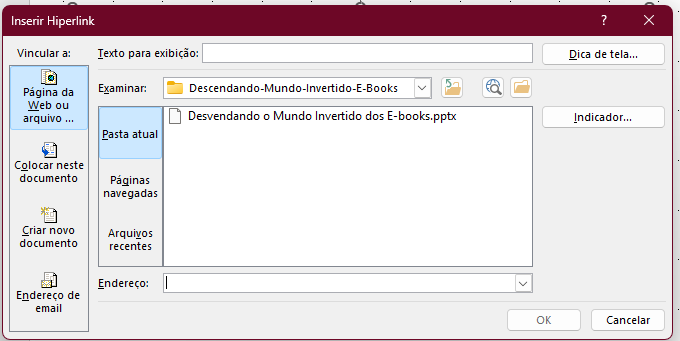 Inserir Hiperlink
Vincular a:
Texto para exibição:
Dica de tela...
Página da
Web ou
arquivo ...
Examinar:
Descendando-Mundo-Invertido-E-Books
Pasta atual
Desvendando o Mundo Invertido dos E-books.pptx
Indicador...
Colocar neste
documento
Páginas
navegadas
Criar novo
documento
Arquivos
recentes
Endereço de
email
Endereço:
OK
Cancelar